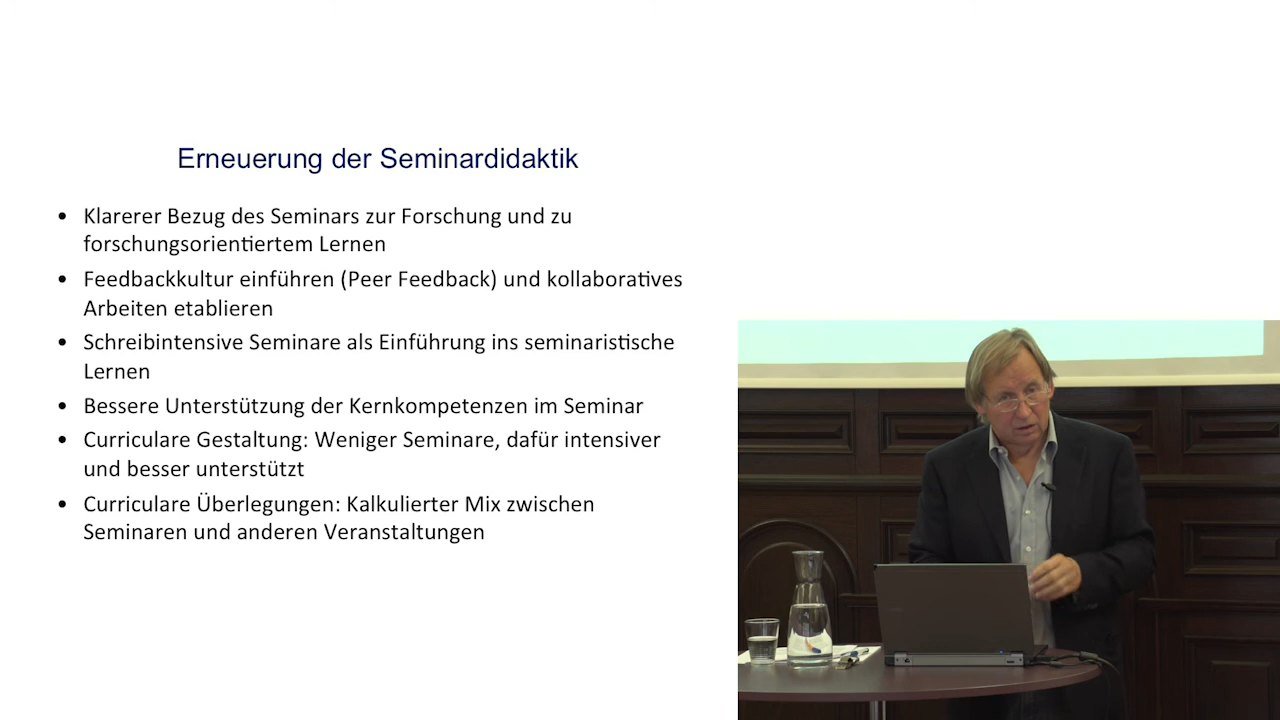 Erneuerung der Seminardidaktik
• Klarerer Bezug des Seminars zur Forschung und zu
forschungsorientiertem Lernen
• Feedbackkultur einführen (Peer Feedback) und kollaboratives
Arbeiten etablieren
• Schreibintensive Seminare als Einführung ins seminaristische
Lernen
• Bessere Unterstützung der Kernkompetenzen im Seminar
• Curriculare Gestaltung: Weniger Seminare, dafür intensiver
und besser unterstützt
• Curriculare Überlegungen: Kalkulierter Mix zwischen
Seminaren und anderen Veranstaltungen